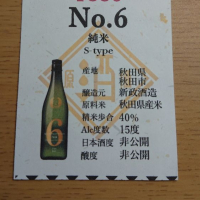 No.6
純米
S-type
産地 秋田県
秋田市
醸造元 新政酒造
原料米 秋田県産米
精米歩合 40%
Alc度数 15度
日本酒度 非公開
酸度 非公開
6